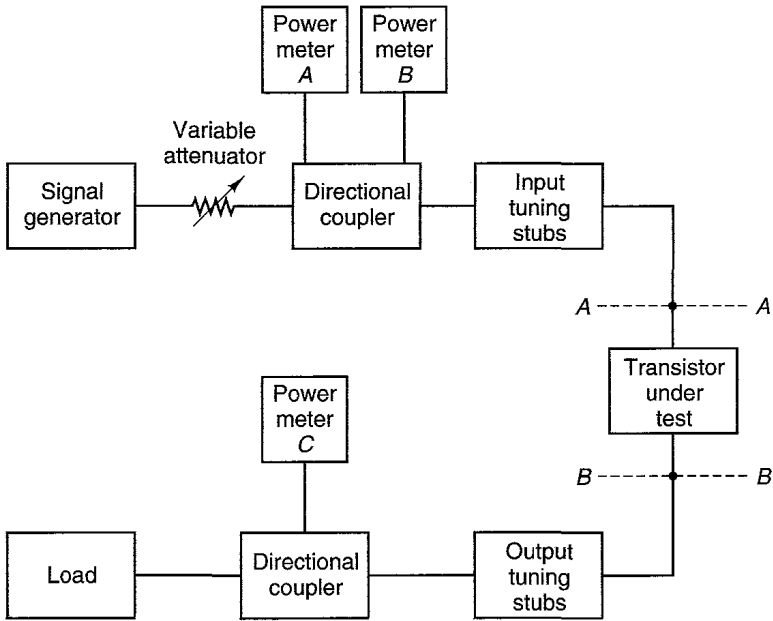 Power
meter
A
Power
meter
B
Variable
attenuator
Signal
generator
Directional
coupler
Input
tuning
stubs
A
A
Transistor
under
test
Power
meter
C
B
B
Load
Directional
coupler
Output
tuning
stubs